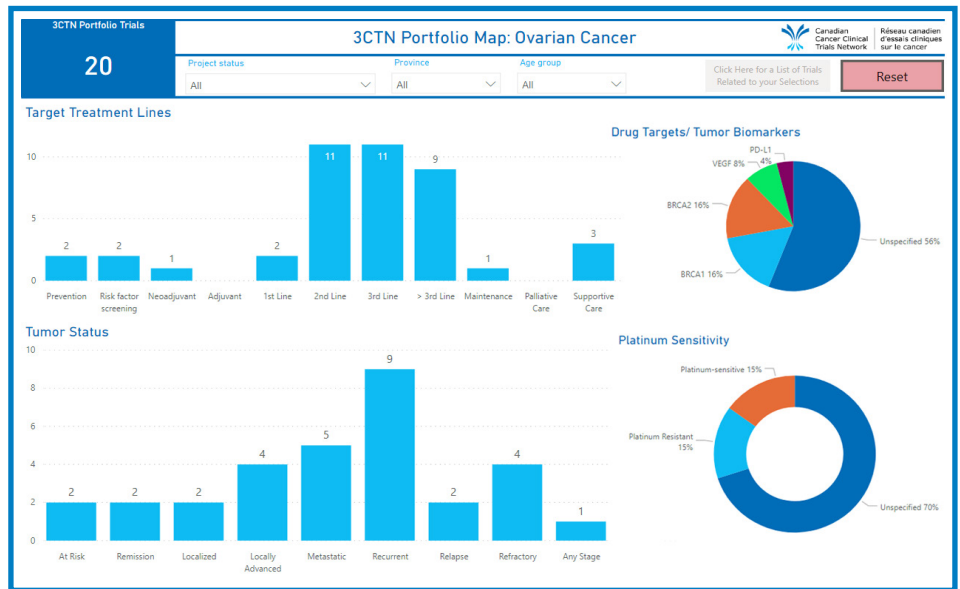 3CTN Portfolio Trials
20
3CTN Portfolio Map: Ovarian Cancer
Canadian
Cancer Clinical
Trials Network
Réseau canadien
d'essais cliniques
sur le cancer
Project status
All
Province
All
Age group
All
Click Here for a List of Trials
Related to your Selections
Reset
Target Treatment Lines
10
5
0
2
2
1
2
11
11
9
1
3
Prevention
Risk factor
screening
Neoadjuvant
Adjuvant
1st Line
2nd Line
3rd Line
> 3rd Line
Maintenance
Palliative
Care
Supportive
Care
Drug Targets/ Tumor Biomarkers
PD-L1
4%
VEGF 8%
BRCA2 16%
BRCA1 16%
Unspecified 56%
Tumor Status
10
8
6
4
2
0
2
2
2
4
5
9
2
4
1
At Risk
Remission
Localized
Locally
Advanced
Metastatic
Recurrent
Relapse
Refractory
Any Stage
Platinum Sensitivity
Platinum-sensitive 15%
Platinum Resistant
15%
Unspecified 70%